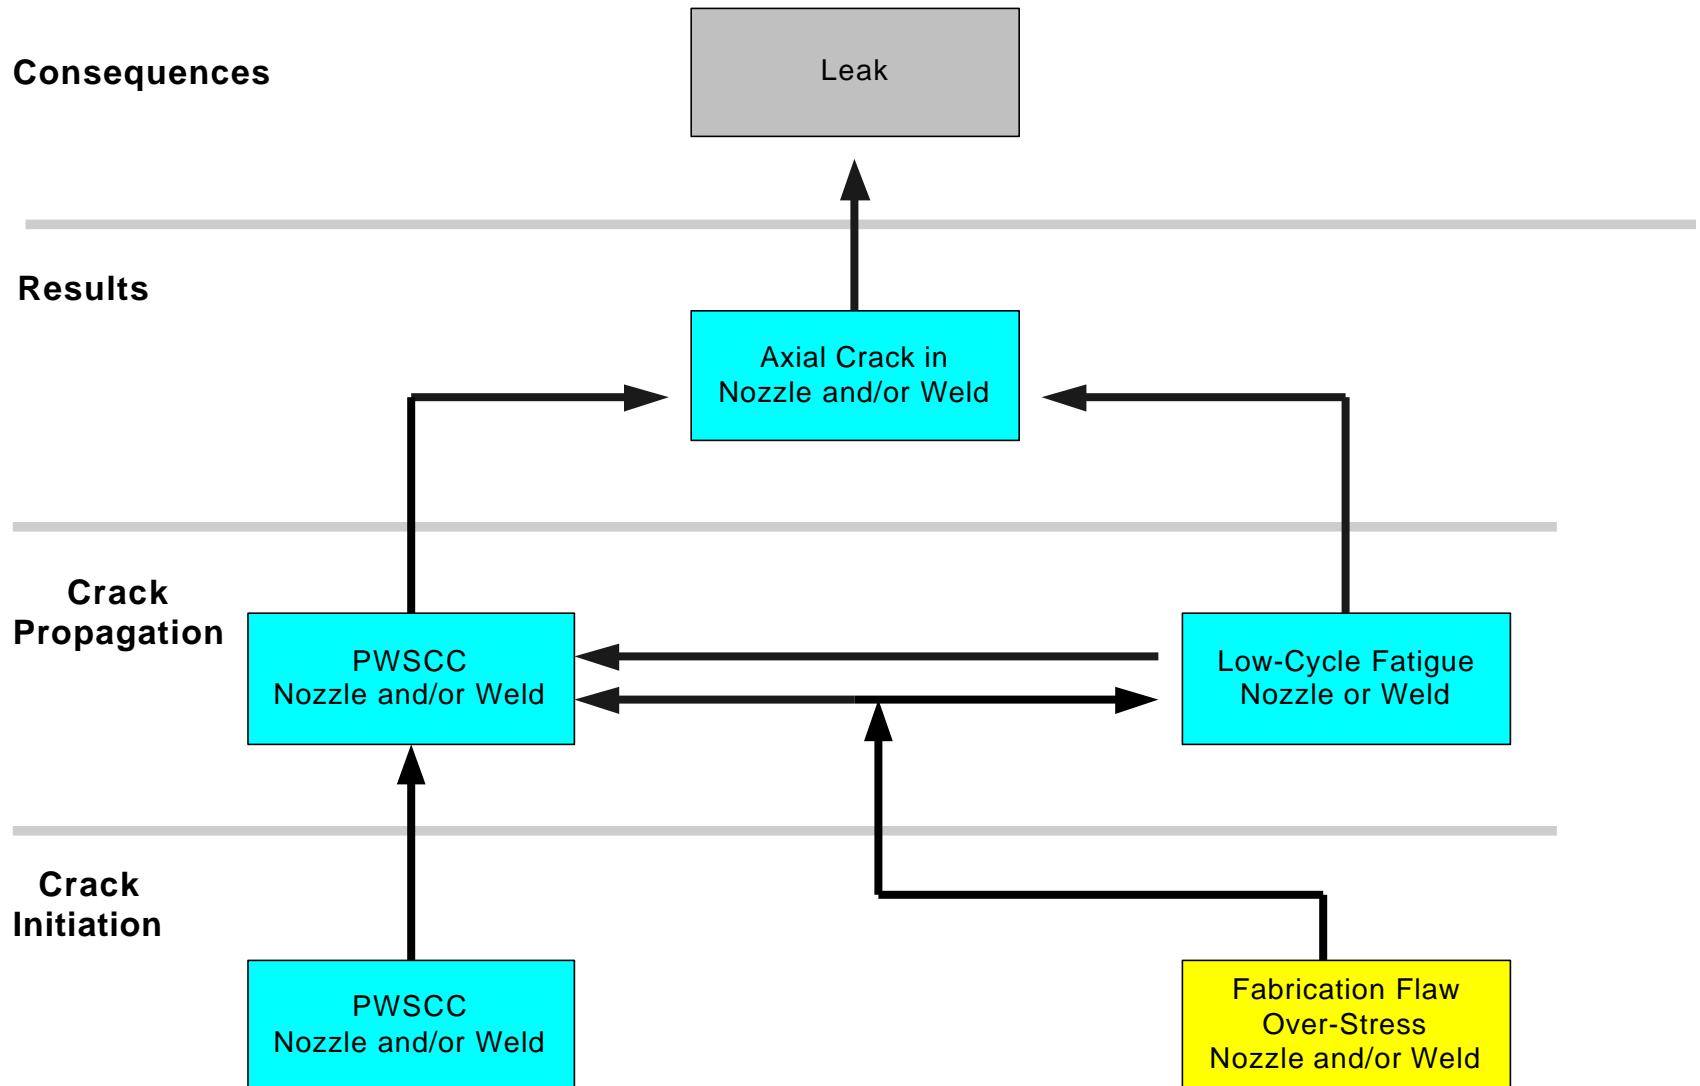 Consequences
Leak
Results
Axial Crack in
Nozzle and/or Weld
Crack
Propagation
PWSCC
Nozzle and/or Weld
Low-Cycle Fatigue
Nozzle or Weld
Crack
Initiation
PWSCC
Nozzle and/or Weld
Fabrication Flaw
Over-Stress
Nozzle and/or Weld